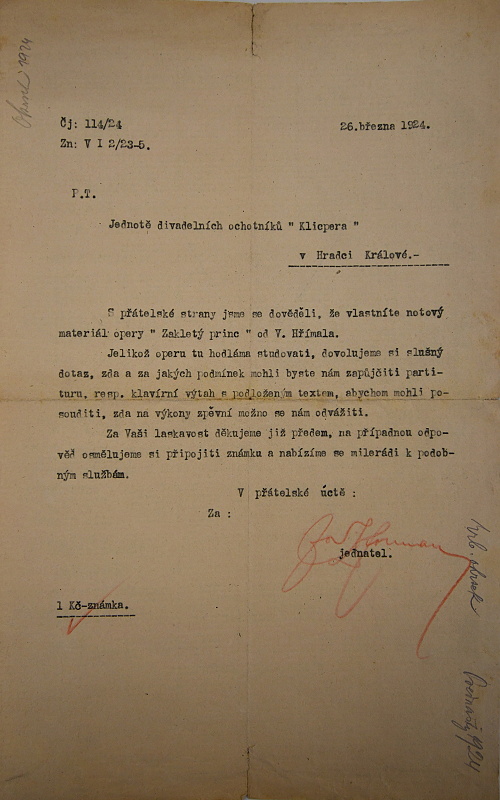 1924
Čj: 114/24
26.března 1924.
Zn: V I 2/23-5.
P.T.
Jednotě divadelních ochotníků " Klicpera "
v Hradci Králové.-
S přátelské strany jsme se dověděli, že vlastníte notový
materiál opery " Zakletý princ " od V. Hřímala.
Jelikož operu tu hodláma studovati, dovolujeme si slušný
dotaz, zda a za jakých podmínek mohli byste nám zapůjčiti parti-
turu, resp. klavírní výtah s podloženým textem, abychom mohli po-
souditi, zda na výkony zpěvní možno se nám odvážiti.
Za Vaši laskavost děkujeme již předem, na případnou odpo-
věď osmělujeme si připojiti známku a nabízíme se milerádi k podob-
ným službám.
V přátelské úctě :
Za :
jednatel.
1 Kč-známka.
1924